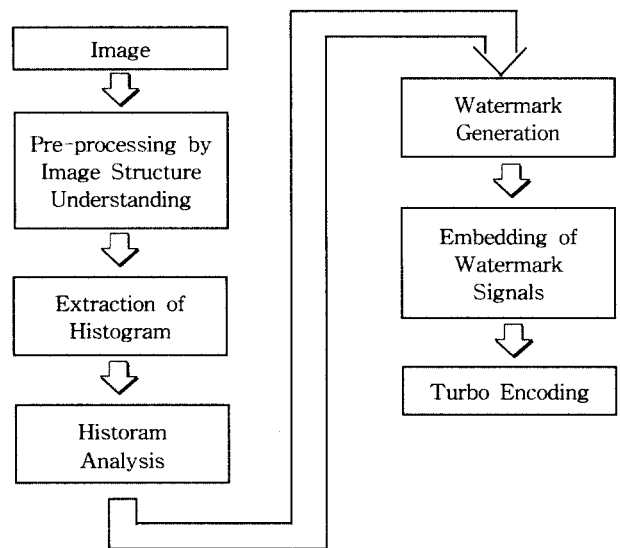 Image
Pre-processing by
Image Structure
Understanding
Extraction of
Histogram
Historam
Analysis
Watermark
Generation
Embedding of
Watermark
Signals
Turbo Encoding